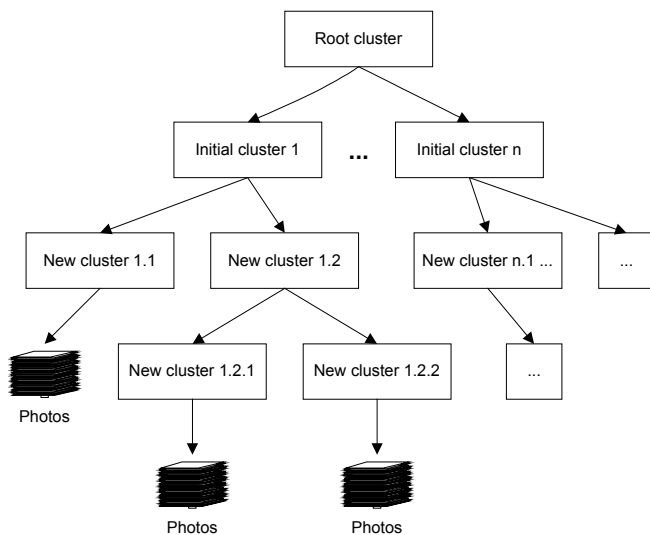 Root cluster
Initial cluster 1
...
Initial cluster n
New cluster 1.1
New cluster 1.2
New cluster n.1 ...
...
New cluster 1.2.1
New cluster 1.2.2
...
Photos
Photos
Photos